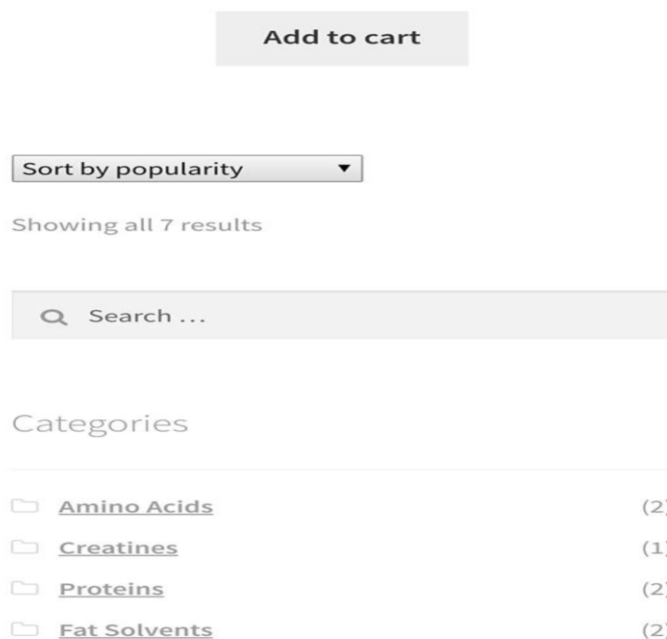 Add to cart
Sort by popularity
Showing all 7 results
Search ...
Categories
Amino Acids (2)
Creatines (1)
Proteins (2)
Fat Solvents (2)